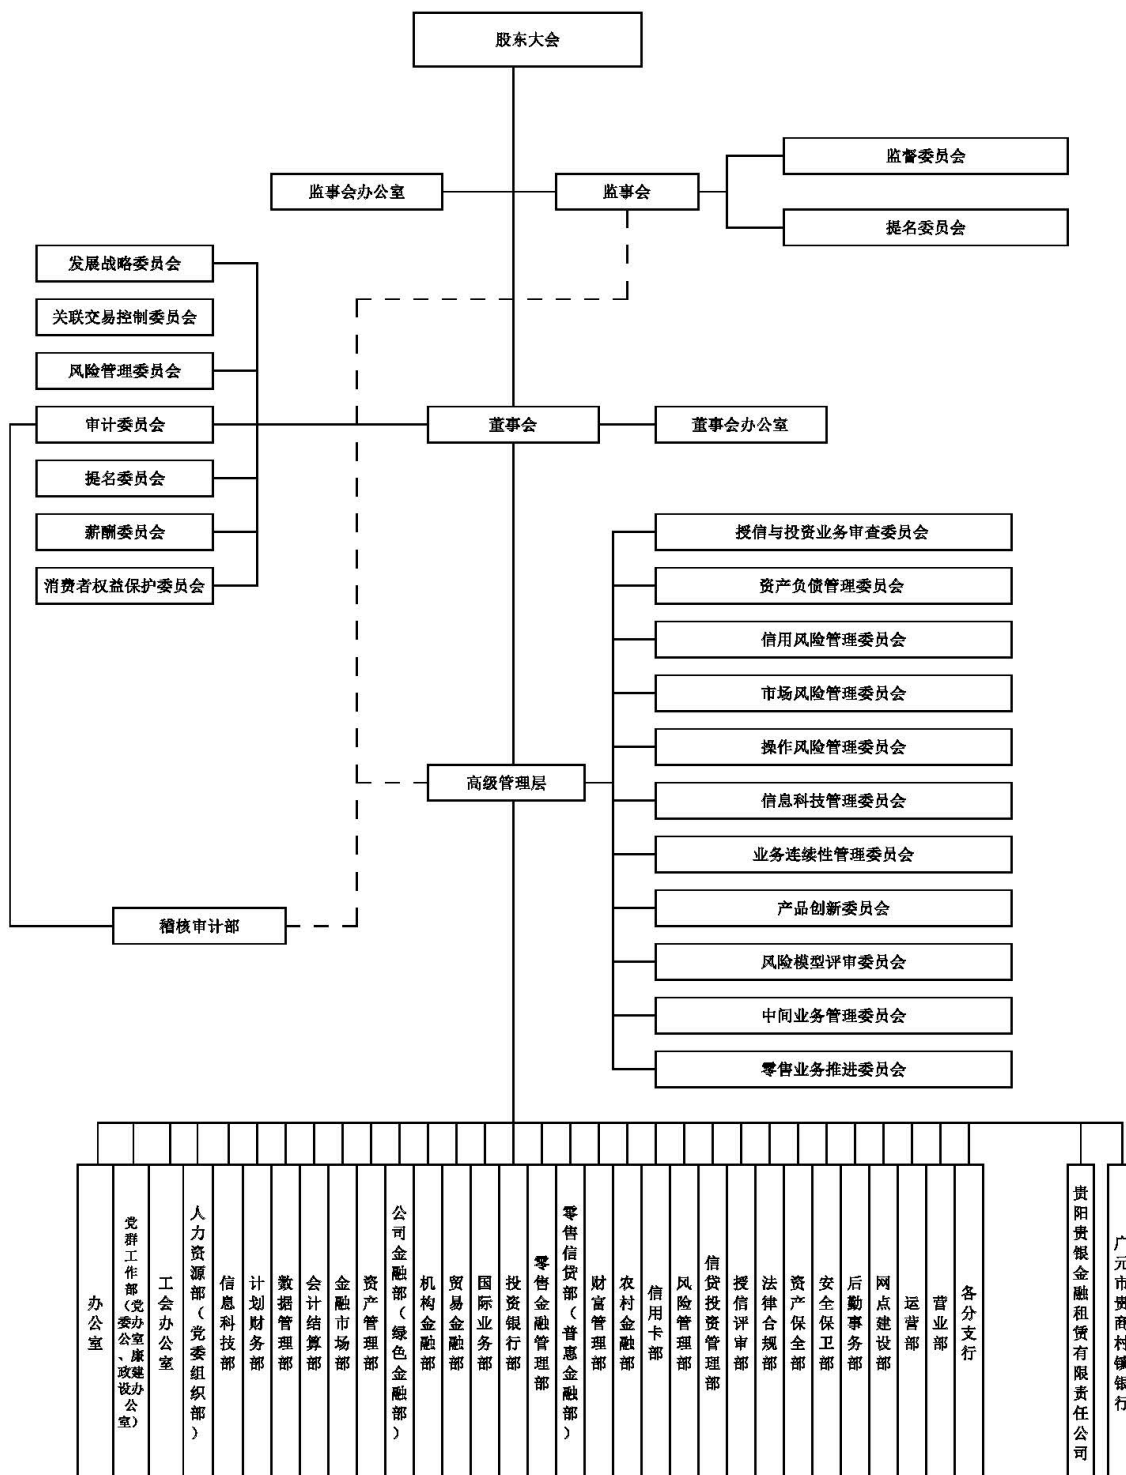 股东大会
监督委员会
监事会办公室
监事会
提名委员会
发展战略委员会
关联交易控制委员会
风险管理委员会
审计委员会
董事会
董事会办公室
提名委员会
薪酬委员会
消费者权益保护委员会
授信与投资业务审查委员会
资产负债管理委员会
信用风险管理委员会
市场风险管理委员会
操作风险管理委员会
高级管理层
信息科技管理委员会
业务连续性管理委员会
产品创新委员会
稽核审计部
风险模型评审委员会
中间业务管理委员会
零售业务推进委员会
办公室
党群工作部(党办室廉建办
委公、政设公室)
工会办公室
人力资源部(党委组织部)
信息科技部
计划财务部
数据管理部
会计结算部
金融市场部
资产管理部
公司金融部(绿色金融部)
机构金融部
贸易金融部
国际业务部
投资银行部
零售金融管理部
零售信贷部(普惠金融部)
财富管理部
农村金融部
信用卡部
风险管理部
信贷投资管理部
授信评审部
法律合规部
资产保全部
安全保卫部
后勤事务部
网点建设部
运营部
营业部
各分支行
贵阳贵银金融租赁有限责任公司
广元市贵商村镇银行